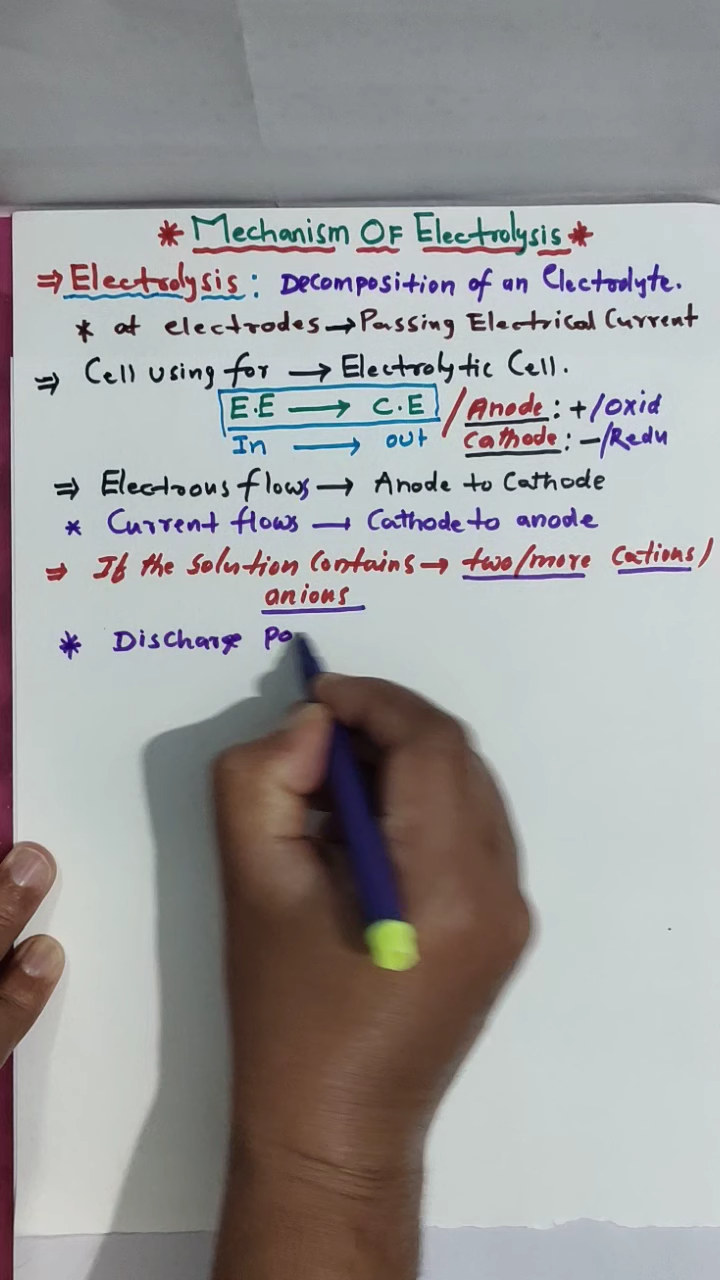 * Mechanism OF Electrolysis *
⇒ Electrolysis: Decomposition of an Electrolyte.
* at electrodes → Passing Electrical Current
⇒ Cell using for → Electrolytic Cell.
E.E → C.E / Anode : + / Oxid
In → out Cathode : – / Redu
⇒ Electrons flows → Anode to Cathode
* Current flows → Cathode to anode
⇒ If the solution Contains → two/more Cations /
anions
* Discharge Po